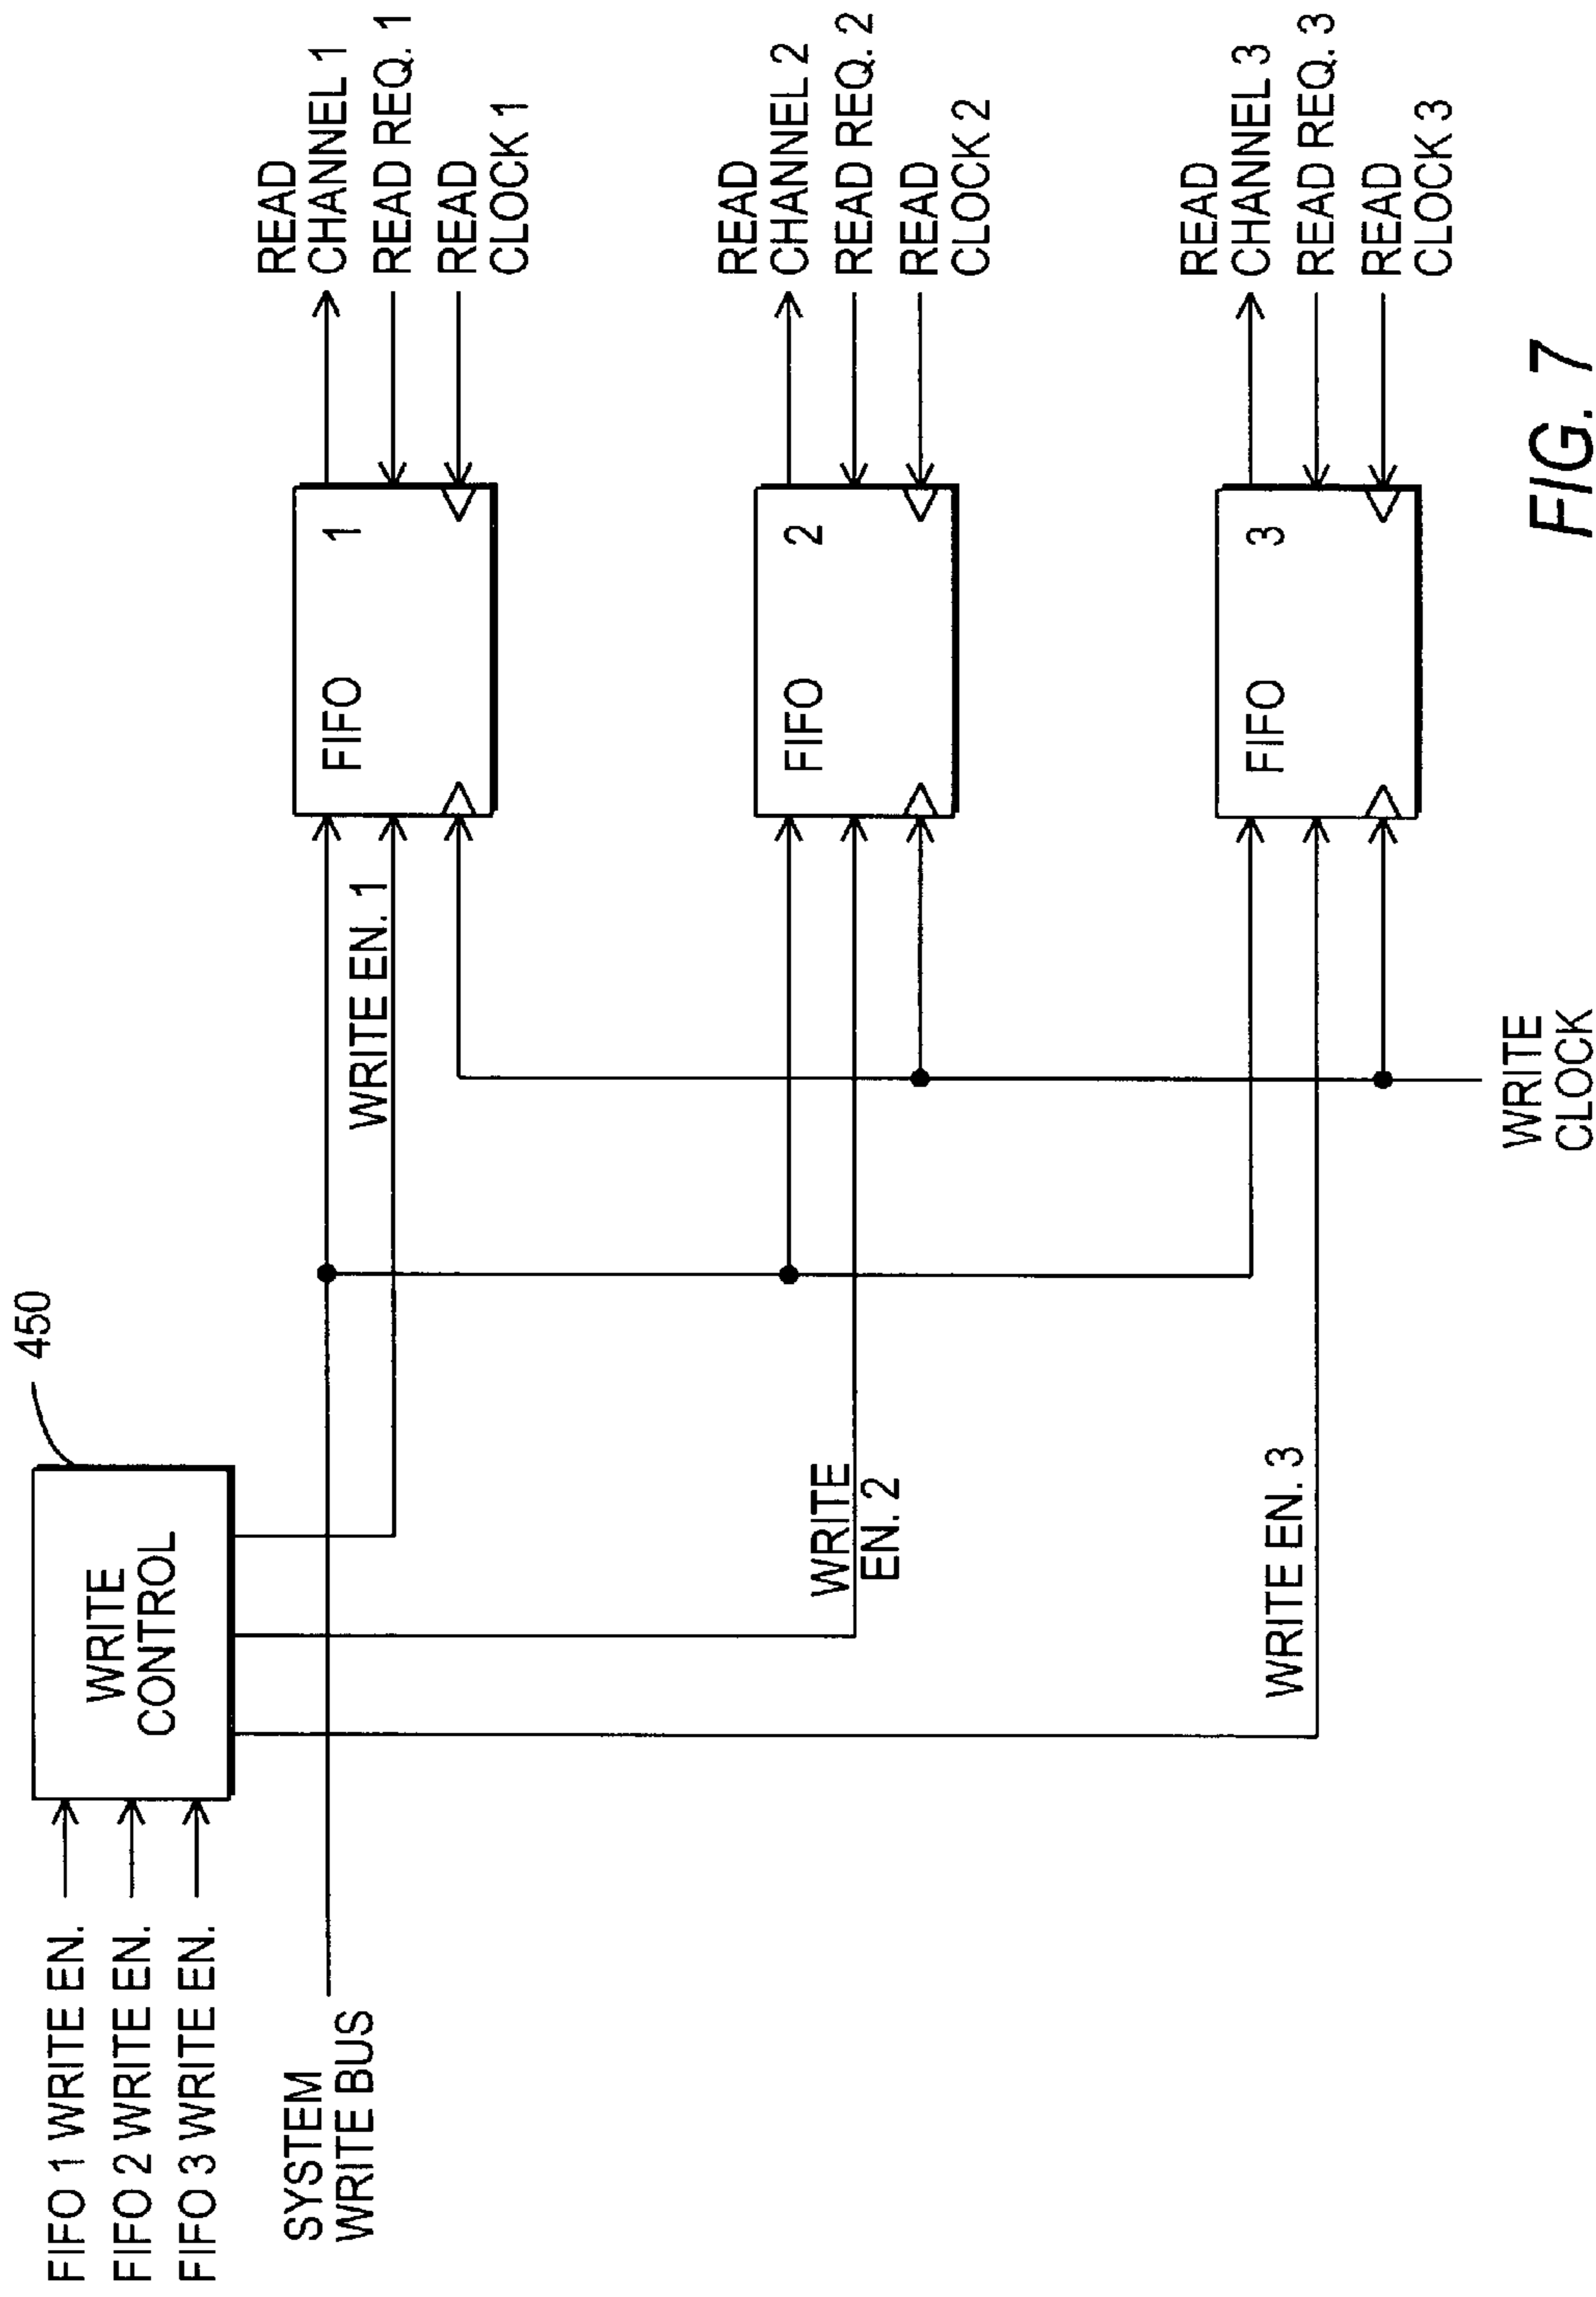 FIFO 1 WRITE EN.
FIFO 2 WRITE EN.
FIFO 3 WRITE EN.
WRITE
CONTROL
450
SYSTEM
WRITE BUS
WRITE EN. 1
FIFO 1
READ
CHANNEL 1
READ REQ. 1
READ
CLOCK 1
WRITE
EN. 2
FIFO 2
READ
CHANNEL 2
READ REQ. 2
READ
CLOCK 2
WRITE EN. 3
FIFO 3
READ
CHANNEL 3
READ REQ. 3
READ
CLOCK 3
WRITE
CLOCK
FIG. 7